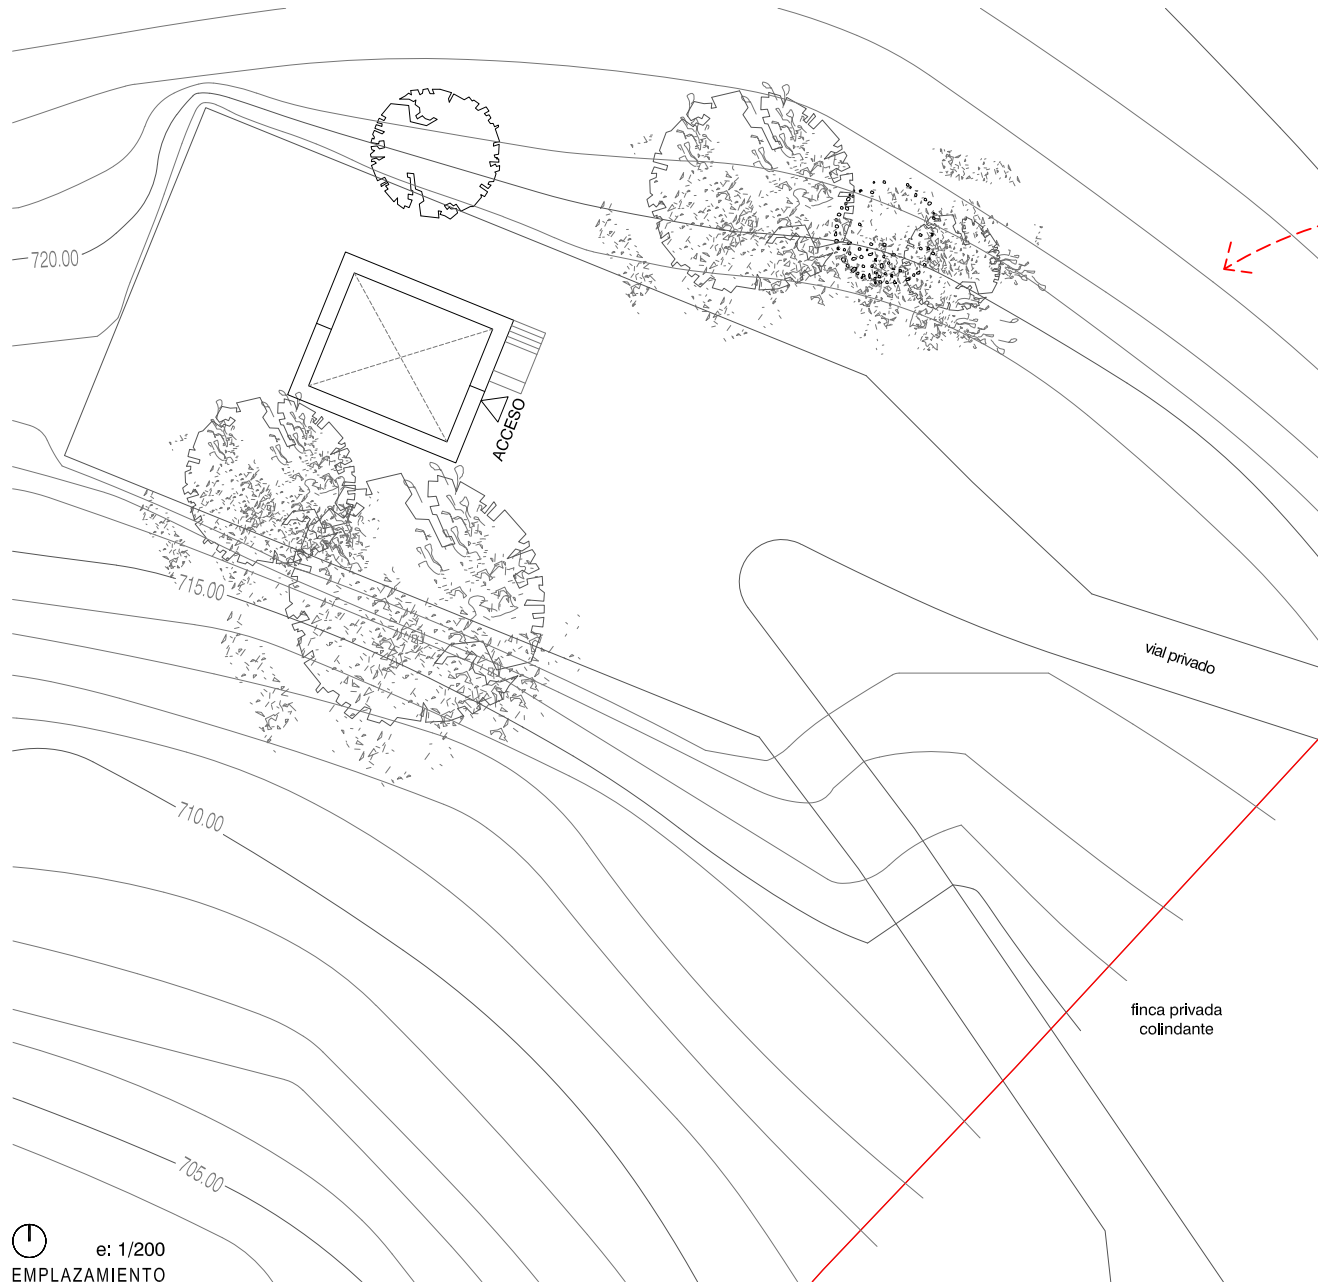 720.00
ACCESO
715.00
vial privado
710.00
finca privada
colindante
705.00
e: 1/200
EMPLAZAMIENTO